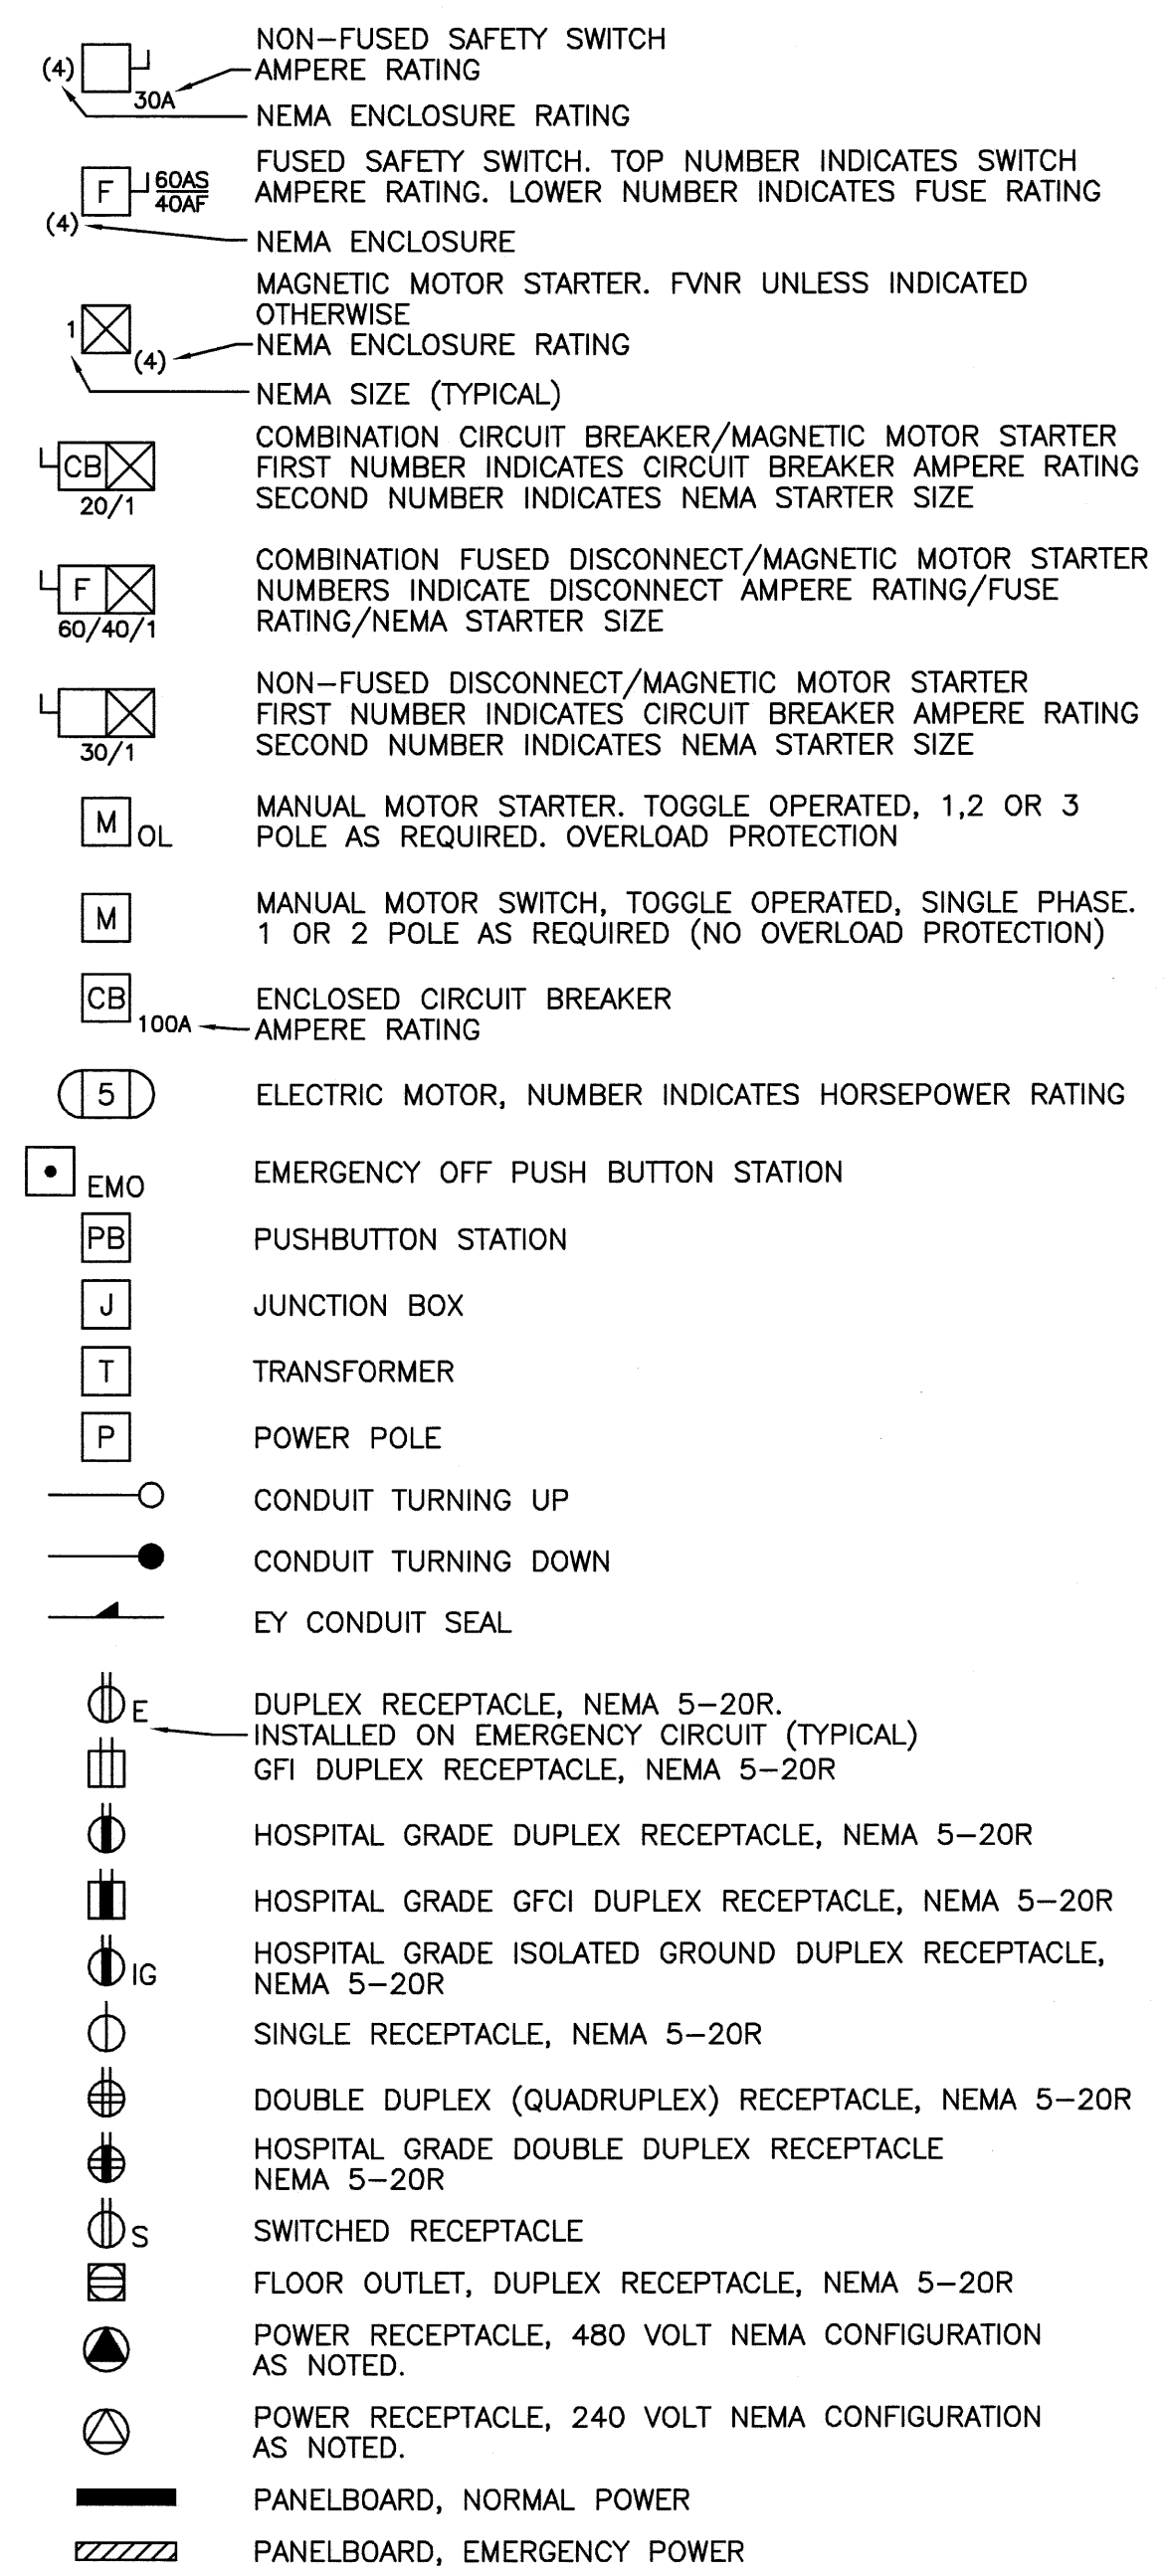 NON-FUSED SAFETY SWITCH
(4)
AMPERE RATING
30A
NEMA ENCLOSURE RATING
FUSED SAFETY SWITCH. TOP NUMBER INDICATES SWITCH
F 60AS
AMPERE RATING. LOWER NUMBER INDICATES FUSE RATING
40AF
(4)
NEMA ENCLOSURE
MAGNETIC MOTOR STARTER. FVNR UNLESS INDICATED
OTHERWISE
1
NEMA ENCLOSURE RATING
(4)
NEMA SIZE (TYPICAL)
COMBINATION CIRCUIT BREAKER/MAGNETIC MOTOR STARTER
CB FIRST NUMBER INDICATES CIRCUIT BREAKER AMPERE RATING
20/1 SECOND NUMBER INDICATES NEMA STARTER SIZE
COMBINATION FUSED DISCONNECT/MAGNETIC MOTOR STARTER
F NUMBERS INDICATE DISCONNECT AMPERE RATING/FUSE
60/40/1 RATING/NEMA STARTER SIZE
NON-FUSED DISCONNECT/MAGNETIC MOTOR STARTER
FIRST NUMBER INDICATES CIRCUIT BREAKER AMPERE RATING
30/1 SECOND NUMBER INDICATES NEMA STARTER SIZE
M MANUAL MOTOR STARTER. TOGGLE OPERATED, 1,2 OR 3
OL POLE AS REQUIRED. OVERLOAD PROTECTION
M MANUAL MOTOR SWITCH, TOGGLE OPERATED, SINGLE PHASE.
1 OR 2 POLE AS REQUIRED (NO OVERLOAD PROTECTION)
CB ENCLOSED CIRCUIT BREAKER
100A AMPERE RATING
5 ELECTRIC MOTOR, NUMBER INDICATES HORSEPOWER RATING
EMO EMERGENCY OFF PUSH BUTTON STATION
PB PUSHBUTTON STATION
J JUNCTION BOX
T TRANSFORMER
P POWER POLE
CONDUIT TURNING UP
CONDUIT TURNING DOWN
EY CONDUIT SEAL
E DUPLEX RECEPTACLE, NEMA 5-20R.
INSTALLED ON EMERGENCY CIRCUIT (TYPICAL)
GFI DUPLEX RECEPTACLE, NEMA 5-20R
HOSPITAL GRADE DUPLEX RECEPTACLE, NEMA 5-20R
HOSPITAL GRADE GFCI DUPLEX RECEPTACLE, NEMA 5-20R
HOSPITAL GRADE ISOLATED GROUND DUPLEX RECEPTACLE,
IG NEMA 5-20R
SINGLE RECEPTACLE, NEMA 5-20R
DOUBLE DUPLEX (QUADRUPLEX) RECEPTACLE, NEMA 5-20R
HOSPITAL GRADE DOUBLE DUPLEX RECEPTACLE
NEMA 5-20R
S SWITCHED RECEPTACLE
FLOOR OUTLET, DUPLEX RECEPTACLE, NEMA 5-20R
POWER RECEPTACLE, 480 VOLT NEMA CONFIGURATION
AS NOTED.
POWER RECEPTACLE, 240 VOLT NEMA CONFIGURATION
AS NOTED.
PANELBOARD, NORMAL POWER
PANELBOARD, EMERGENCY POWER